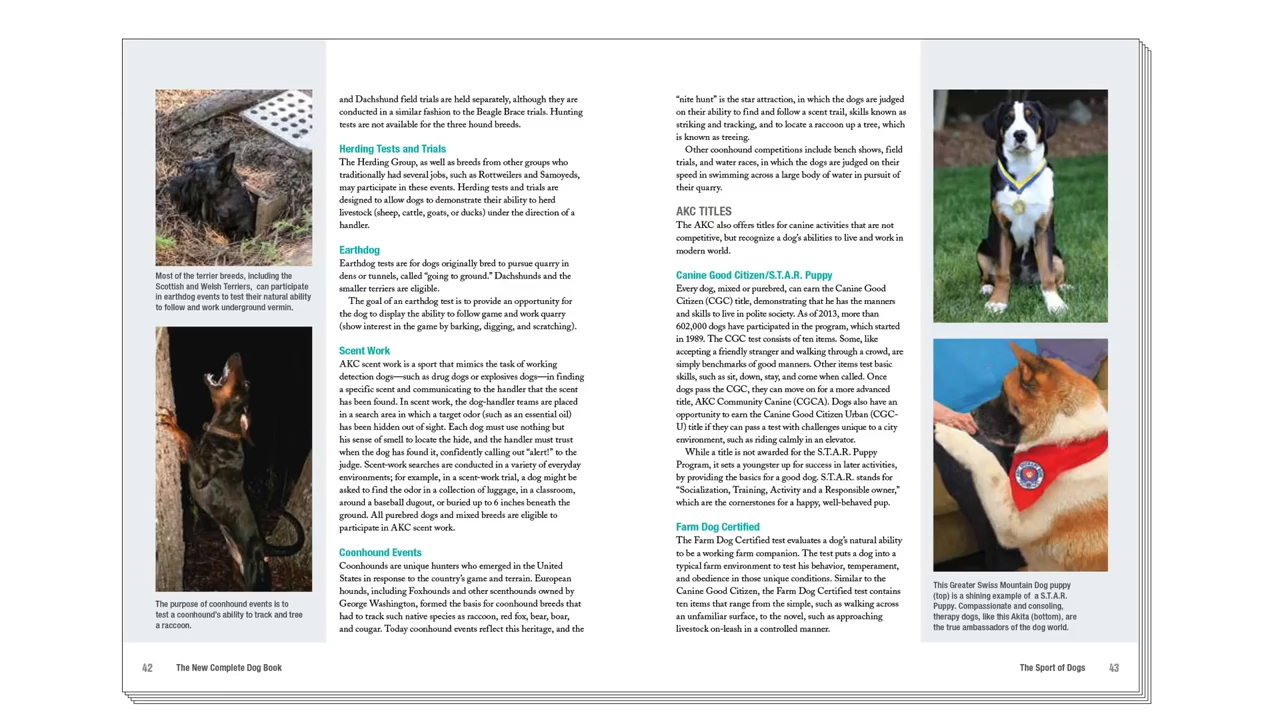 Most of the terrier breeds, including the
Scottish and Welsh Terriers, can participate
in earthdog events to test their natural ability
to follow and work underground vermin.
The purpose of coonhound events is to
test a coonhound's ability to track and tree
a raccoon.
and Dachshund field trials are held separately, although they are
conducted in a similar fashion to the Beagle Brace trials. Hunting
tests are not available for the three hound breeds.
Herding Tests and Trials
The Herding Group, as well as breeds from other groups who
traditionally had several jobs, such as Rottweilers and Samoyeds,
may participate in these events. Herding tests and trials are
designed to allow dogs to demonstrate their ability to herd
livestock (sheep, cattle, goats, or ducks) under the direction of a
handler.
Earthdog
Earthdog tests are for dogs originally bred to pursue quarry in
dens or tunnels, called "going to ground." Dachshunds and the
smaller terriers are eligible.
The goal of an earthdog test is to provide an opportunity for
the dog to display the ability to follow game and work quarry
(show interest in the game by barking, digging, and scratching).
Scent Work
AKC scent work is a sport that mimics the task of working
detection dogs—such as drug dogs or explosives dogs—in finding
a specific scent and communicating to the handler that the scent
has been found. In scent work, the dog-handler teams are placed
in a search area in which a target odor (such as an essential oil)
has been hidden out of sight. Each dog must use nothing but
his sense of smell to locate the hide, and the handler must trust
when the dog has found it, confidently calling out "alert!" to the
judge. Scent-work searches are conducted in a variety of everyday
environments; for example, in a scent-work trial, a dog might be
asked to find the odor in a collection of luggage, in a classroom,
around a baseball dugout, or buried up to 6 inches beneath the
ground. All purebred dogs and mixed breeds are eligible to
participate in AKC scent work.
Coonhound Events
Coonhounds are unique hunters who emerged in the United
States in response to the country's game and terrain. European
hounds, including Foxhounds and other scenthounds owned by
George Washington, formed the basis for coonhound breeds that
had to track such native species as raccoon, red fox, bear, boar,
and cougar. Today coonhound events reflect this heritage, and the
42 The New Complete Dog Book
"nite hunt" is the star attraction, in which the dogs are judged
on their ability to find and follow a scent trail, skills known as
striking and tracking, and to locate a raccoon up a tree, which
is known as treeing.
Other coonhound competitions include bench shows, field
trials, and water races, in which the dogs are judged on their
speed in swimming across a large body of water in pursuit of
their quarry.
AKC TITLES
The AKC also offers titles for canine activities that are not
competitive, but recognize a dog's abilities to live and work in
modern world.
Canine Good Citizen/S.T.A.R. Puppy
Every dog, mixed or purebred, can earn the Canine Good
Citizen (CGC) title, demonstrating that he has the manners
and skills to live in polite society. As of 2013, more than
602,000 dogs have participated in the program, which started
in 1989. The CGC test consists of ten items. Some, like
accepting a friendly stranger and walking through a crowd, are
simply benchmarks of good manners. Other items test basic
skills, such as sit, down, stay, and come when called. Once
dogs pass the CGC, they can move on for a more advanced
title, AKC Community Canine (CGCA). Dogs also have an
opportunity to earn the Canine Good Citizen Urban (CGC-
U) title if they can pass a test with challenges unique to a city
environment, such as riding calmly in an elevator.
While a title is not awarded for the S.T.A.R. Puppy
Program, it sets a youngster up for success in later activities,
by providing the basics for a good dog. S.T.A.R. stands for
"Socialization, Training, Activity and a Responsible owner,"
which are the cornerstones for a happy, well-behaved pup.
Farm Dog Certified
The Farm Dog Certified test evaluates a dog's natural ability
to be a working farm companion. The test puts a dog into a
typical farm environment to test his behavior, temperament,
and obedience in those unique conditions. Similar to the
Canine Good Citizen, the Farm Dog Certified test contains
ten items that range from the simple, such as walking across
an unfamiliar surface, to the novel, such as approaching
livestock on-leash in a controlled manner.
This Greater Swiss Mountain Dog puppy
(top) is a shining example of a S.T.A.R.
Puppy. Compassionate and consoling,
therapy dogs, like this Akita (bottom), are
the true ambassadors of the dog world.
The Sport of Dogs 43